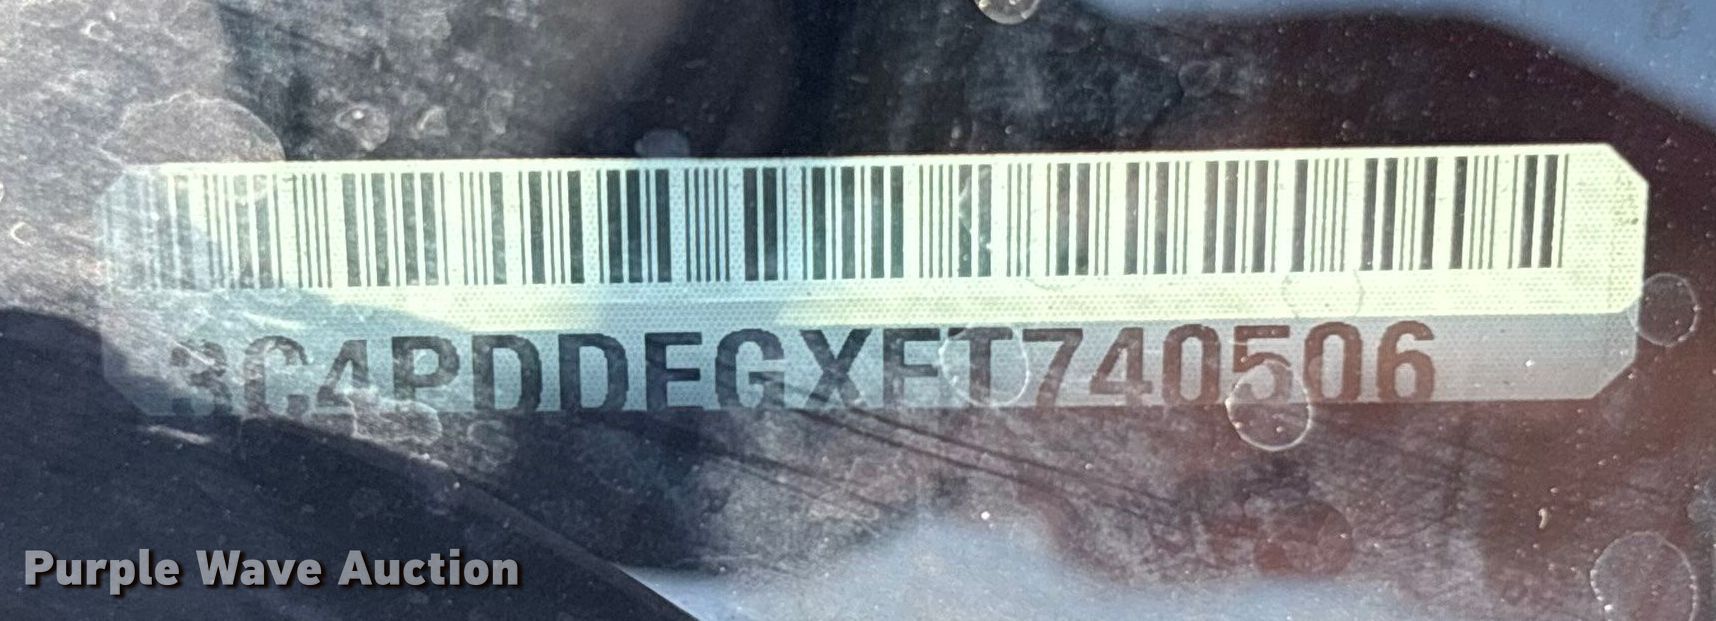 3C4PDDEGXFT740506
Purple Wave Auction